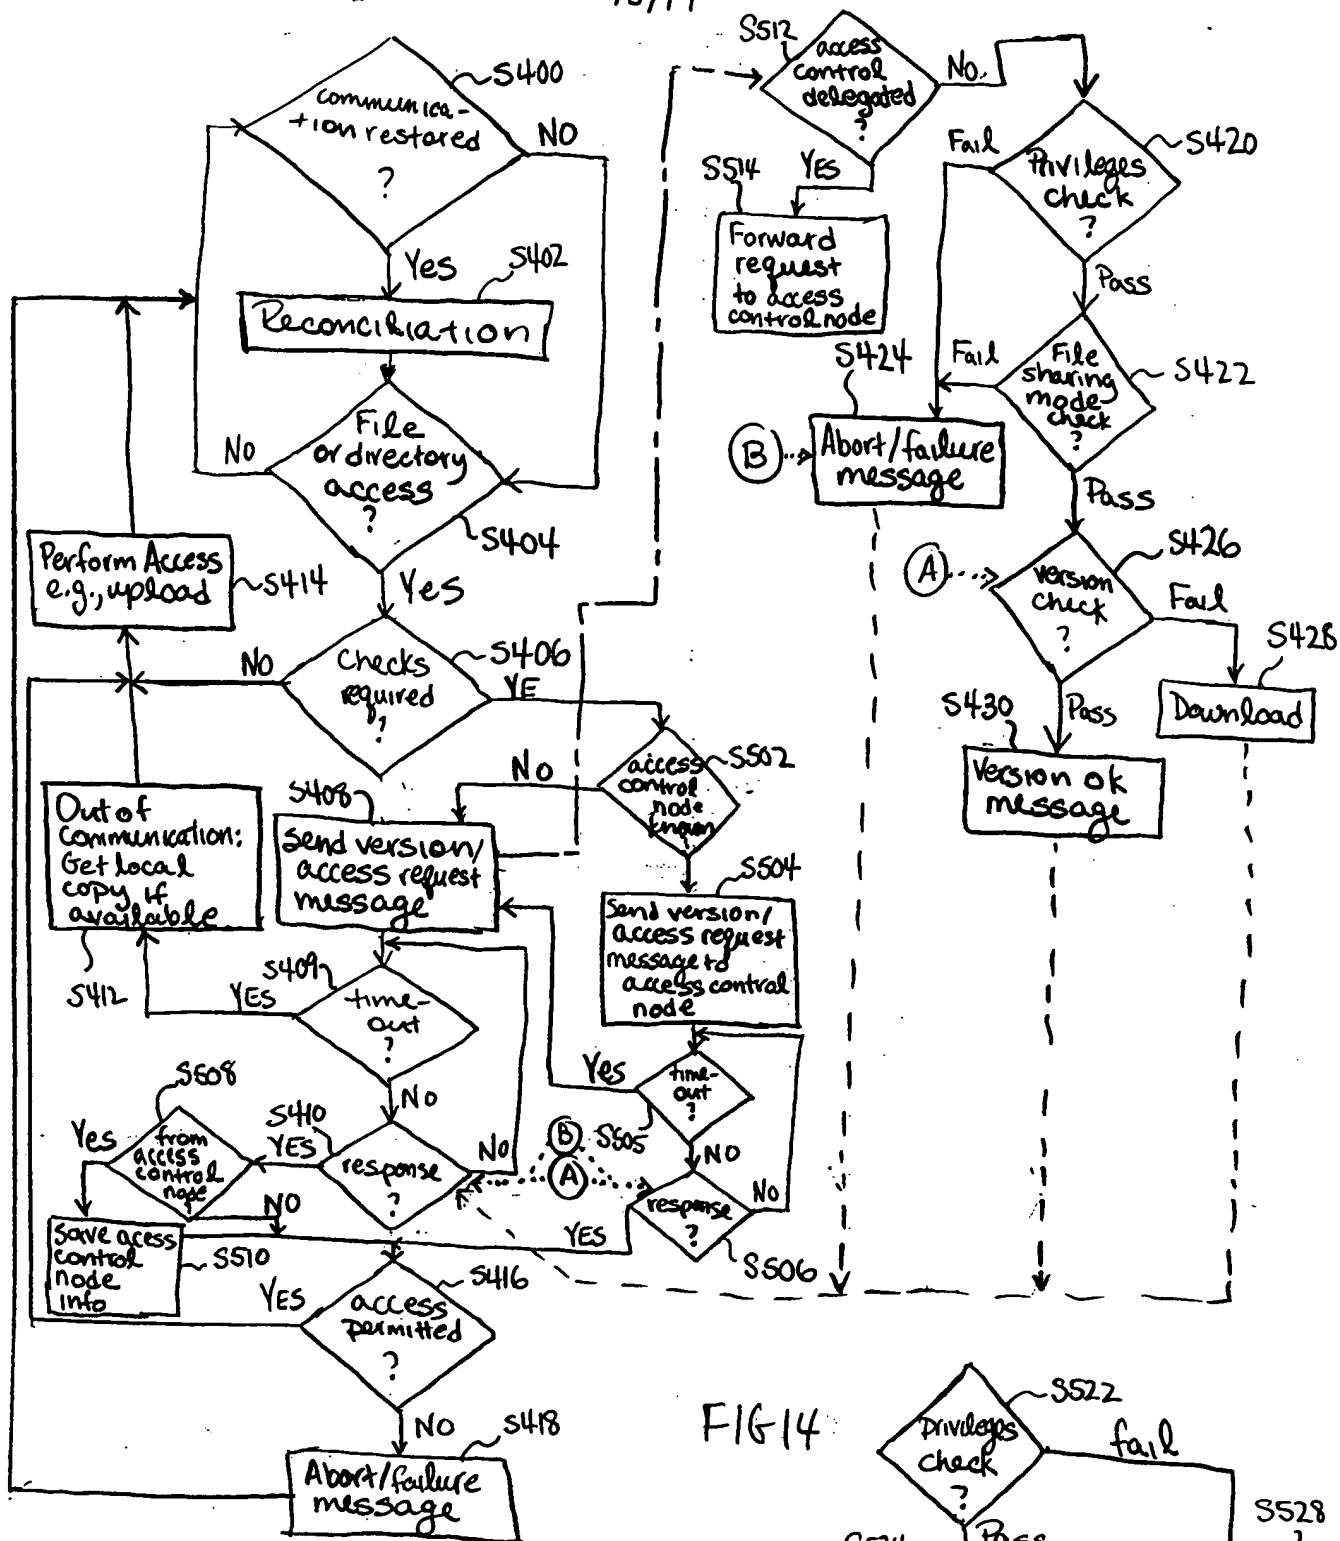 S400
communica-
tion restored
?
NO
Yes
S402
Reconciliation
File
or directory
access
?
NO
S404
Yes
Perform Access
e.g., upload
S414
Checks
required
?
S406
NO
YE
access
control
node
known
S502
NO
S408
Send version/
access request
message
Out of
communication:
Get local
copy if
available
S412
S504
Send version/
access request
message to
access control
node
S409
time-
out
?
YES
NO
time-
out
?
Yes
S505
NO
S508
from
access
control
node
Yes
NO
S410
response
?
YES
NO
B
A
response
?
NO
YES
S506
Save acess
control
node
info
S510
S416
access
permitted
?
YES
NO
S418
Abort/failure
message
S512
access
control
delegated
?
NO
YES
S514
Forward
request
to access
control node
S420
Privileges
check
?
Fail
Pass
S422
File
sharing
mode
check
?
Fail
Pass
S424
Abort/failure
message
B
A
S426
version
check
?
Fail
Pass
S428
Download
S430
Version ok
message
FIG 14
S522
privileges
check
?
fail
Pass
S528